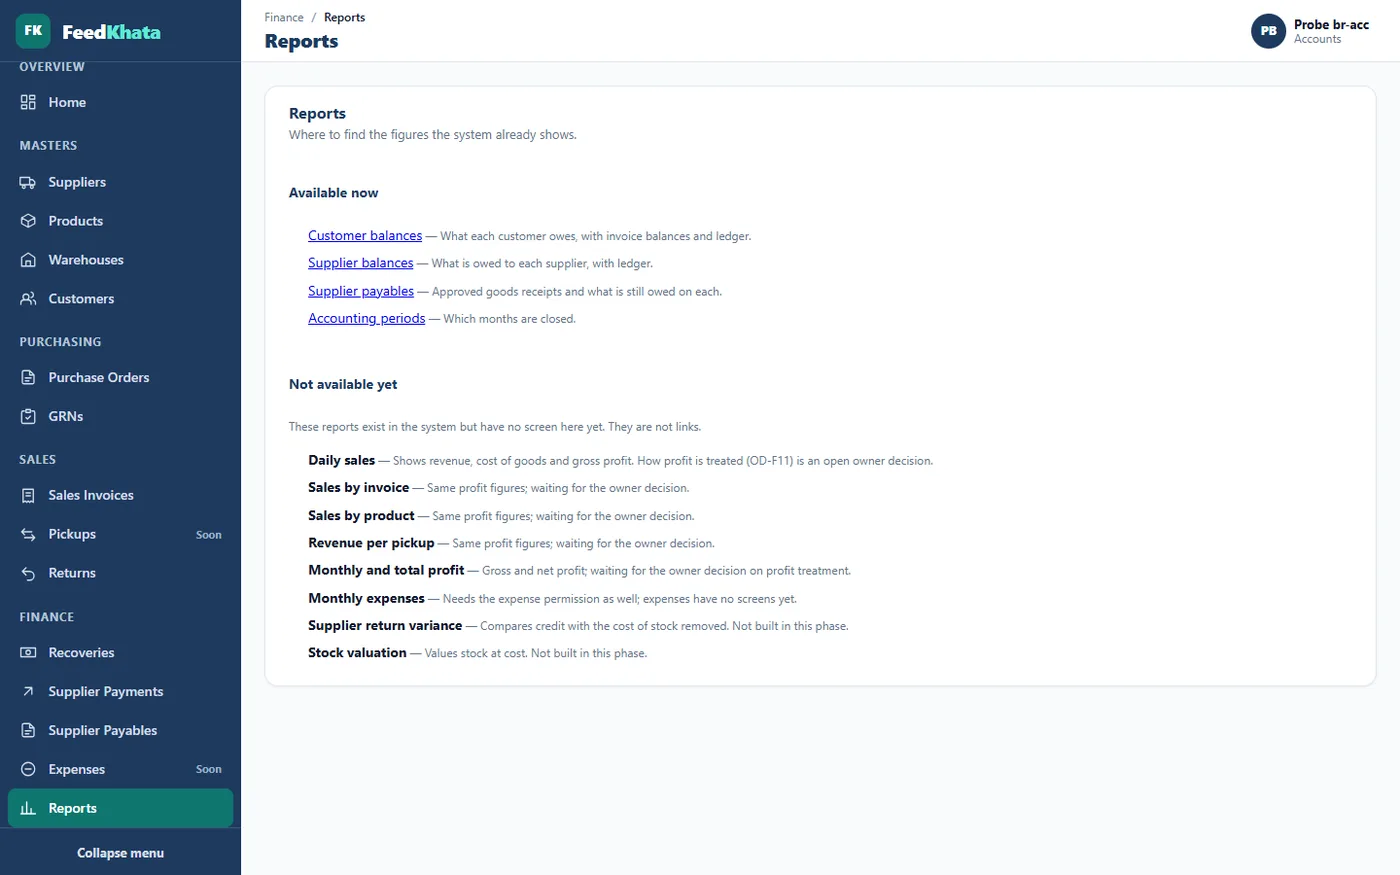 FK FeedKhata
OVERVIEW
Home
MASTERS
Suppliers
Products
Warehouses
Customers
PURCHASING
Purchase Orders
GRNs
SALES
Sales Invoices
Pickups Soon
Returns
FINANCE
Recoveries
Supplier Payments
Supplier Payables
Expenses Soon
Reports
Collapse menu
Finance / Reports
Reports
PB Probe br-acc
Accounts
Reports
Where to find the figures the system already shows.
Available now
Customer balances — What each customer owes, with invoice balances and ledger.
Supplier balances — What is owed to each supplier, with ledger.
Supplier payables — Approved goods receipts and what is still owed on each.
Accounting periods — Which months are closed.
Not available yet
These reports exist in the system but have no screen here yet. They are not links.
Daily sales — Shows revenue, cost of goods and gross profit. How profit is treated (OD-F11) is an open owner decision.
Sales by invoice — Same profit figures; waiting for the owner decision.
Sales by product — Same profit figures; waiting for the owner decision.
Revenue per pickup — Same profit figures; waiting for the owner decision.
Monthly and total profit — Gross and net profit; waiting for the owner decision on profit treatment.
Monthly expenses — Needs the expense permission as well; expenses have no screens yet.
Supplier return variance — Compares credit with the cost of stock removed. Not built in this phase.
Stock valuation — Values stock at cost. Not built in this phase.